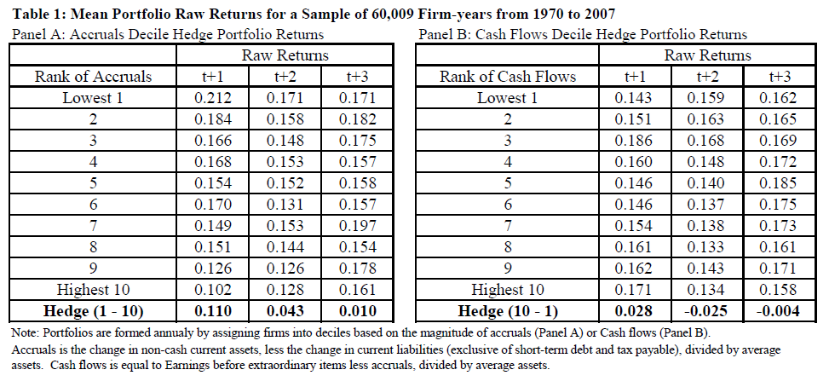 Table 1: Mean Portfolio Raw Returns for a Sample of 60,009 Firm-years from 1970 to 2007
Panel A: Accruals Decile Hedge Portfolio Returns
Raw Returns
Rank of Accruals t+1 t+2 t+3
Lowest 1 0.212 0.171 0.171
2 0.184 0.158 0.182
3 0.166 0.148 0.175
4 0.168 0.153 0.157
5 0.154 0.152 0.158
6 0.170 0.131 0.157
7 0.149 0.153 0.197
8 0.151 0.144 0.154
9 0.126 0.126 0.178
Highest 10 0.102 0.128 0.161
Hedge (1 - 10) 0.110 0.043 0.010
Panel B: Cash Flows Decile Hedge Portfolio Returns
Raw Returns
Rank of Cash Flows t+1 t+2 t+3
Lowest 1 0.143 0.159 0.162
2 0.151 0.163 0.165
3 0.186 0.168 0.169
4 0.160 0.148 0.172
5 0.146 0.140 0.185
6 0.146 0.137 0.175
7 0.154 0.138 0.173
8 0.161 0.133 0.161
9 0.162 0.143 0.171
Highest 10 0.171 0.134 0.158
Hedge (10 - 1) 0.028 -0.025 -0.004
Note: Portfolios are formed annualy by assigning firms into deciles based on the magnitude of accruals (Panel A) or Cash flows (Panel B).
Accruals is the change in non-cash current assets, less the change in current liabilities (exclusive of short-term debt and tax payable), divided by average
assets. Cash flows is equal to Earnings before extraordinary items less accruals, divided by average assets.